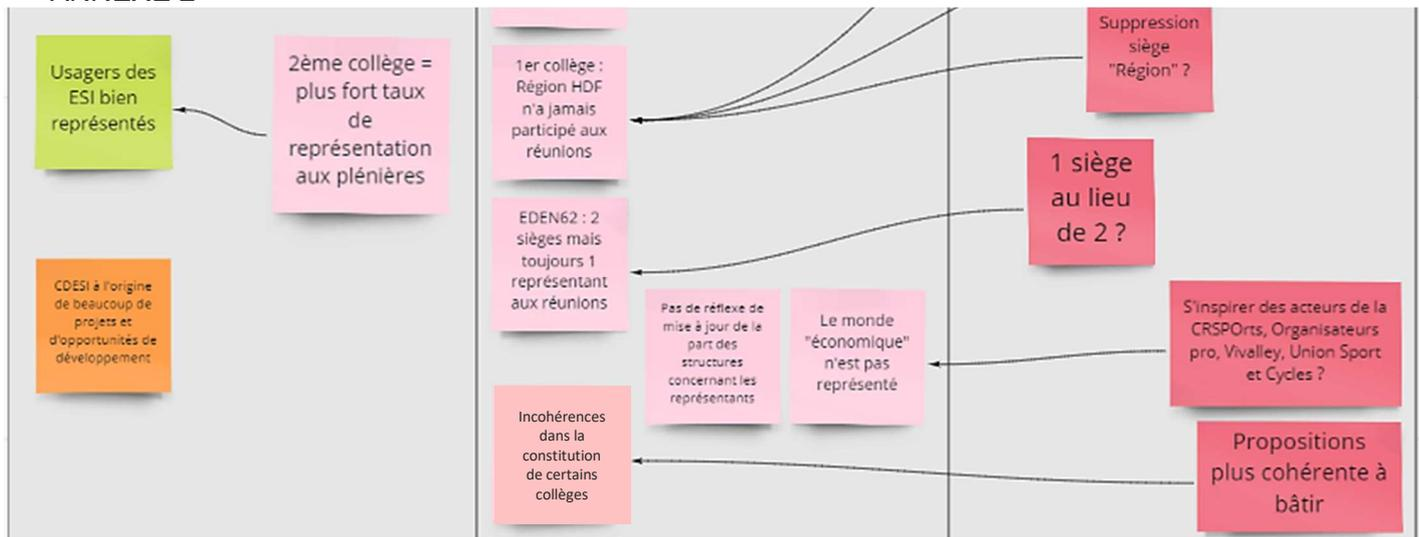 Usagers des
ESI bien
représentés
2ème collège =
plus fort taux
de
représentation
aux plénières
CDESI à l'origine
de beaucoup de
projets et
d'opportunités de
développement
1er collège :
Région HDF
n'a jamais
participé aux
réunions
EDEN62 : 2
sièges mais
toujours 1
représentant
aux réunions
Pas de réflexe de
mise à jour de la
part des
structures
concernant les
représentants
Le monde
"économique"
n'est pas
représenté
Incohérences
dans la
constitution
de certains
collèges
Suppression
siège
"Région" ?
1 siège
au lieu
de 2 ?
S'inspirer des acteurs de la
CRSPOrts, Organisateurs
pro, Vivalley, Union Sport
et Cycles ?
Propositions
plus cohérente à
bâtir